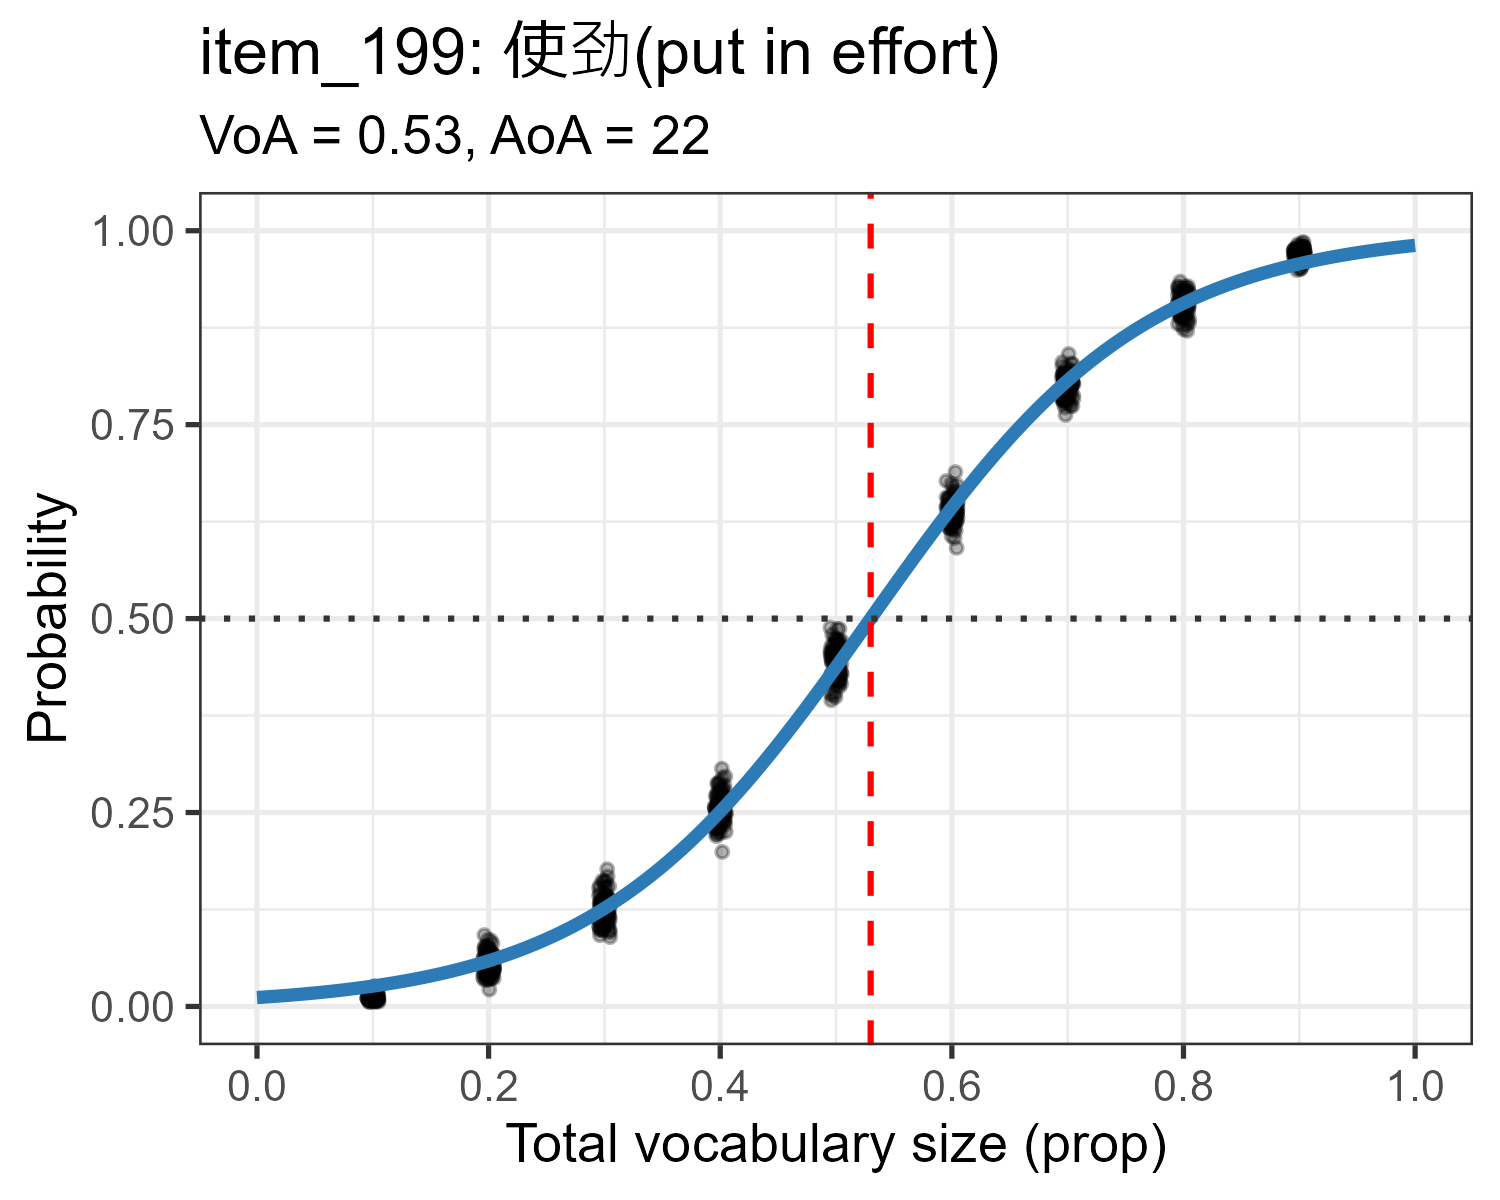 item_199: 使劲(put in effort)
VoA = 0.53, AoA = 22
1.00
0.75
0.50
0.25
0.00
Probability
0.0 0.2 0.4 0.6 0.8 1.0
Total vocabulary size (prop)